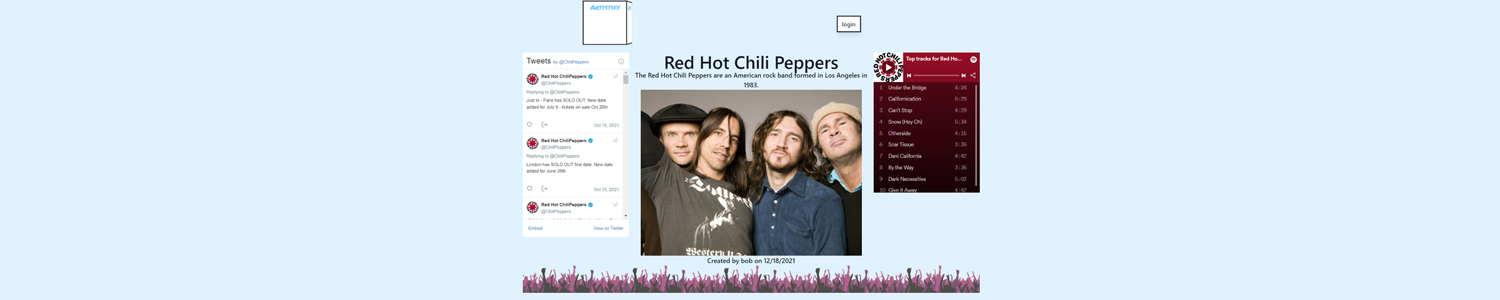 Artistify
login
Tweets by @ChiliPeppers
Red Hot ChiliPeppers
@ChiliPeppers
Replying to @ChiliPeppers
Just in - Paris has SOLD OUT. New date
added for July 9 - tickets on sale Oct 20th
Oct 15, 2021
Red Hot ChiliPeppers
@ChiliPeppers
Replying to @ChiliPeppers
London has SOLD OUT first date. New date
added for June 26th
Oct 15, 2021
Red Hot ChiliPeppers
@ChiliPeppers
Embed
View on Twitter
Red Hot Chili Peppers
The Red Hot Chili Peppers are an American rock band formed in Los Angeles in
1983.
Created by bob on 12/18/2021
RED HOT CHILI PEPPERS
Top tracks for Red Ho...
1 Under the Bridge 4:24
2 Californication 5:29
3 Can't Stop 4:29
4 Snow (Hey Oh) 5:34
5 Otherside 4:15
6 Scar Tissue 3:35
7 Dani California 4:42
8 By the Way 3:36
9 Dark Necessities 5:02
10 Give It Away 4:42